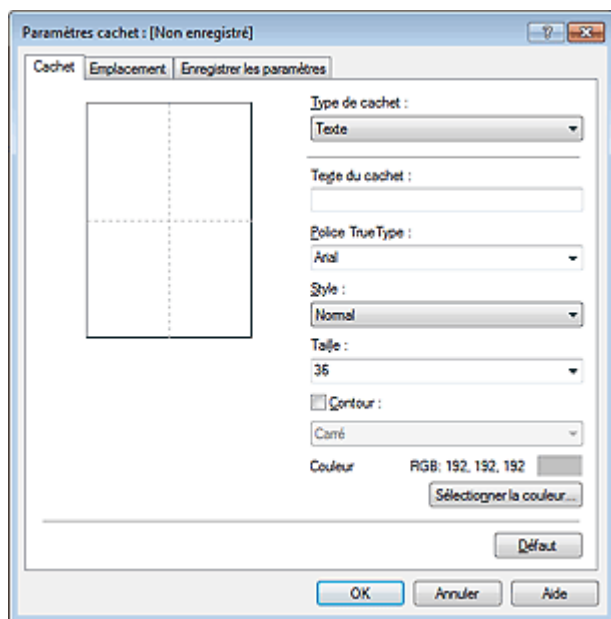 Paramètres cachet : [Non enregistré]
Cachet Emplacement Enregistrer les paramètres
Type de cachet :
Texte
Texte du cachet :
Police TrueType :
Arial
Style :
Normal
Taille :
36
Contour :
Carré
Couleur RGB: 192, 192, 192
Sélectionner la couleur...
Défaut
OK Annuler Aide